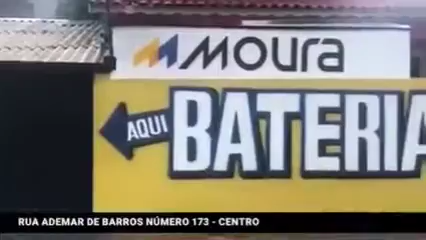 MOURA
AQUI BATERIA
RUA ADEMAR DE BARROS NÚMERO 173 - CENTRO